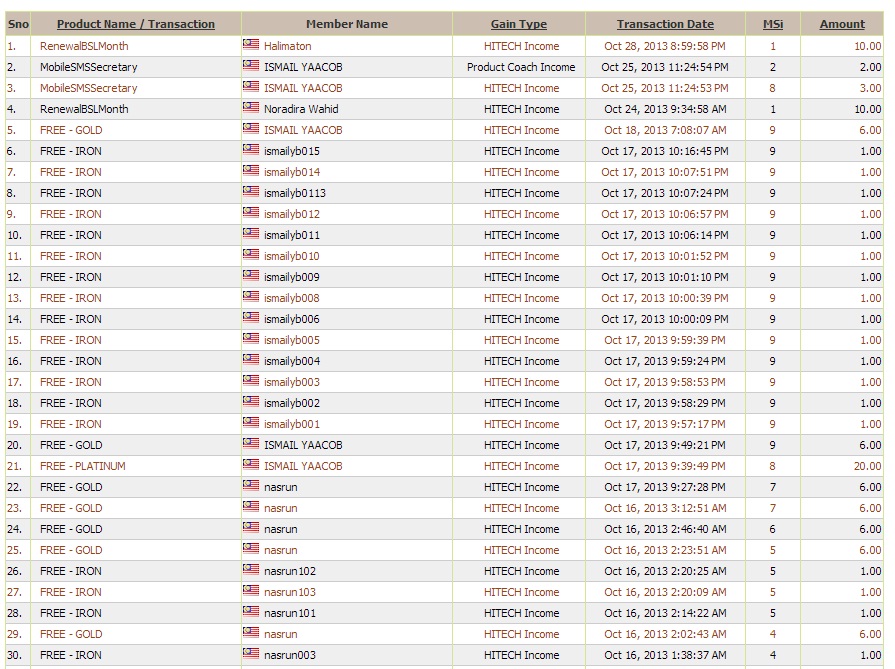 Sno Product Name / Transaction Member Name Gain Type Transaction Date MSi Amount
1. RenewalBSLMonth Halimaton HITECH Income Oct 28, 2013 8:59:58 PM 1 10.00
2. MobileSMSSecretary ISMAIL YAACOB Product Coach Income Oct 25, 2013 11:24:54 PM 2 2.00
3. MobileSMSSecretary ISMAIL YAACOB HITECH Income Oct 25, 2013 11:24:53 PM 8 3.00
4. RenewalBSLMonth Noradira Wahid HITECH Income Oct 24, 2013 9:34:58 AM 1 10.00
5. FREE - GOLD ISMAIL YAACOB HITECH Income Oct 18, 2013 7:08:07 AM 9 6.00
6. FREE - IRON ismailyb015 HITECH Income Oct 17, 2013 10:16:45 PM 9 1.00
7. FREE - IRON ismailyb014 HITECH Income Oct 17, 2013 10:07:51 PM 9 1.00
8. FREE - IRON ismailyb0113 HITECH Income Oct 17, 2013 10:07:24 PM 9 1.00
9. FREE - IRON ismailyb012 HITECH Income Oct 17, 2013 10:06:57 PM 9 1.00
10. FREE - IRON ismailyb011 HITECH Income Oct 17, 2013 10:06:14 PM 9 1.00
11. FREE - IRON ismailyb010 HITECH Income Oct 17, 2013 10:01:52 PM 9 1.00
12. FREE - IRON ismailyb009 HITECH Income Oct 17, 2013 10:01:10 PM 9 1.00
13. FREE - IRON ismailyb008 HITECH Income Oct 17, 2013 10:00:39 PM 9 1.00
14. FREE - IRON ismailyb006 HITECH Income Oct 17, 2013 10:00:09 PM 9 1.00
15. FREE - IRON ismailyb005 HITECH Income Oct 17, 2013 9:59:39 PM 9 1.00
16. FREE - IRON ismailyb004 HITECH Income Oct 17, 2013 9:59:24 PM 9 1.00
17. FREE - IRON ismailyb003 HITECH Income Oct 17, 2013 9:58:53 PM 9 1.00
18. FREE - IRON ismailyb002 HITECH Income Oct 17, 2013 9:58:29 PM 9 1.00
19. FREE - IRON ismailyb001 HITECH Income Oct 17, 2013 9:57:17 PM 9 1.00
20. FREE - GOLD ISMAIL YAACOB HITECH Income Oct 17, 2013 9:49:21 PM 9 6.00
21. FREE - PLATINUM ISMAIL YAACOB HITECH Income Oct 17, 2013 9:39:49 PM 8 20.00
22. FREE - GOLD nasrun HITECH Income Oct 17, 2013 9:27:28 PM 7 6.00
23. FREE - GOLD nasrun HITECH Income Oct 16, 2013 3:12:51 AM 7 6.00
24. FREE - GOLD nasrun HITECH Income Oct 16, 2013 2:46:40 AM 6 6.00
25. FREE - GOLD nasrun HITECH Income Oct 16, 2013 2:23:51 AM 5 6.00
26. FREE - IRON nasrun102 HITECH Income Oct 16, 2013 2:20:25 AM 5 1.00
27. FREE - IRON nasrun103 HITECH Income Oct 16, 2013 2:20:09 AM 5 1.00
28. FREE - IRON nasrun101 HITECH Income Oct 16, 2013 2:14:22 AM 5 1.00
29. FREE - GOLD nasrun HITECH Income Oct 16, 2013 2:02:43 AM 4 6.00
30. FREE - IRON nasrun003 HITECH Income Oct 16, 2013 1:38:37 AM 4 1.00